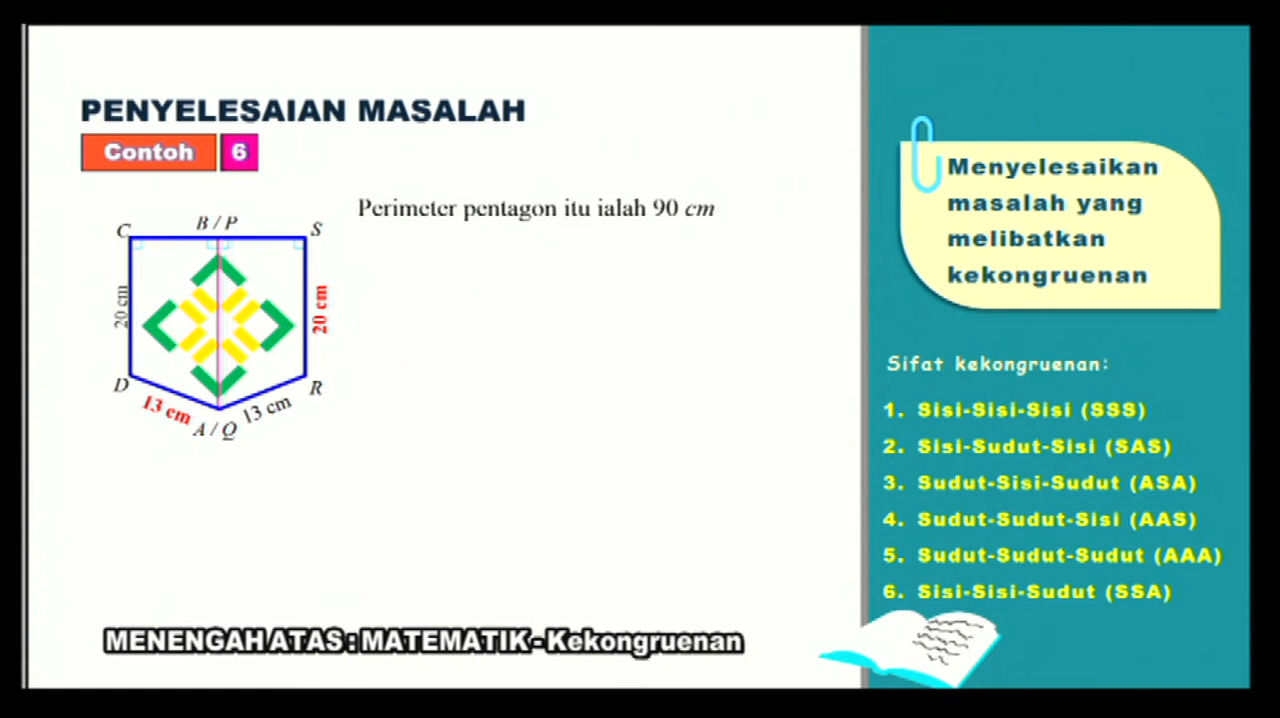 PENYELESAIAN MASALAH
Contoh 6
Perimeter pentagon itu ialah 90 cm
C
B / P
S
20 cm
20 cm
D
R
13 cm
13 cm
A / Q
Menyelesaikan
masalah yang
melibatkan
kekongruenan
Sifat kekongruenan:
1. Sisi-Sisi-Sisi (SSS)
2. Sisi-Sudut-Sisi (SAS)
3. Sudut-Sisi-Sudut (ASA)
4. Sudut-Sudut-Sisi (AAS)
5. Sudut-Sudut-Sudut (AAA)
6. Sisi-Sisi-Sudut (SSA)
MENENGAH ATAS : MATEMATIK - Kekongruenan